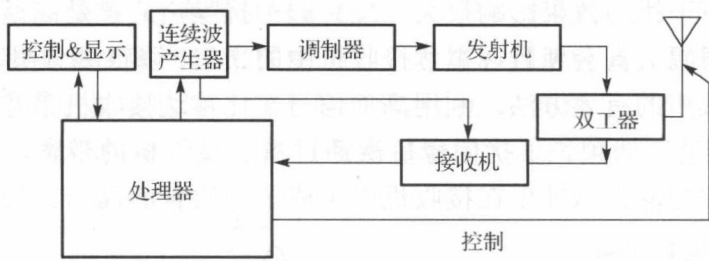 控制&显示
连续波
产生器
调制器
发射机
双工器
接收机
处理器
控制